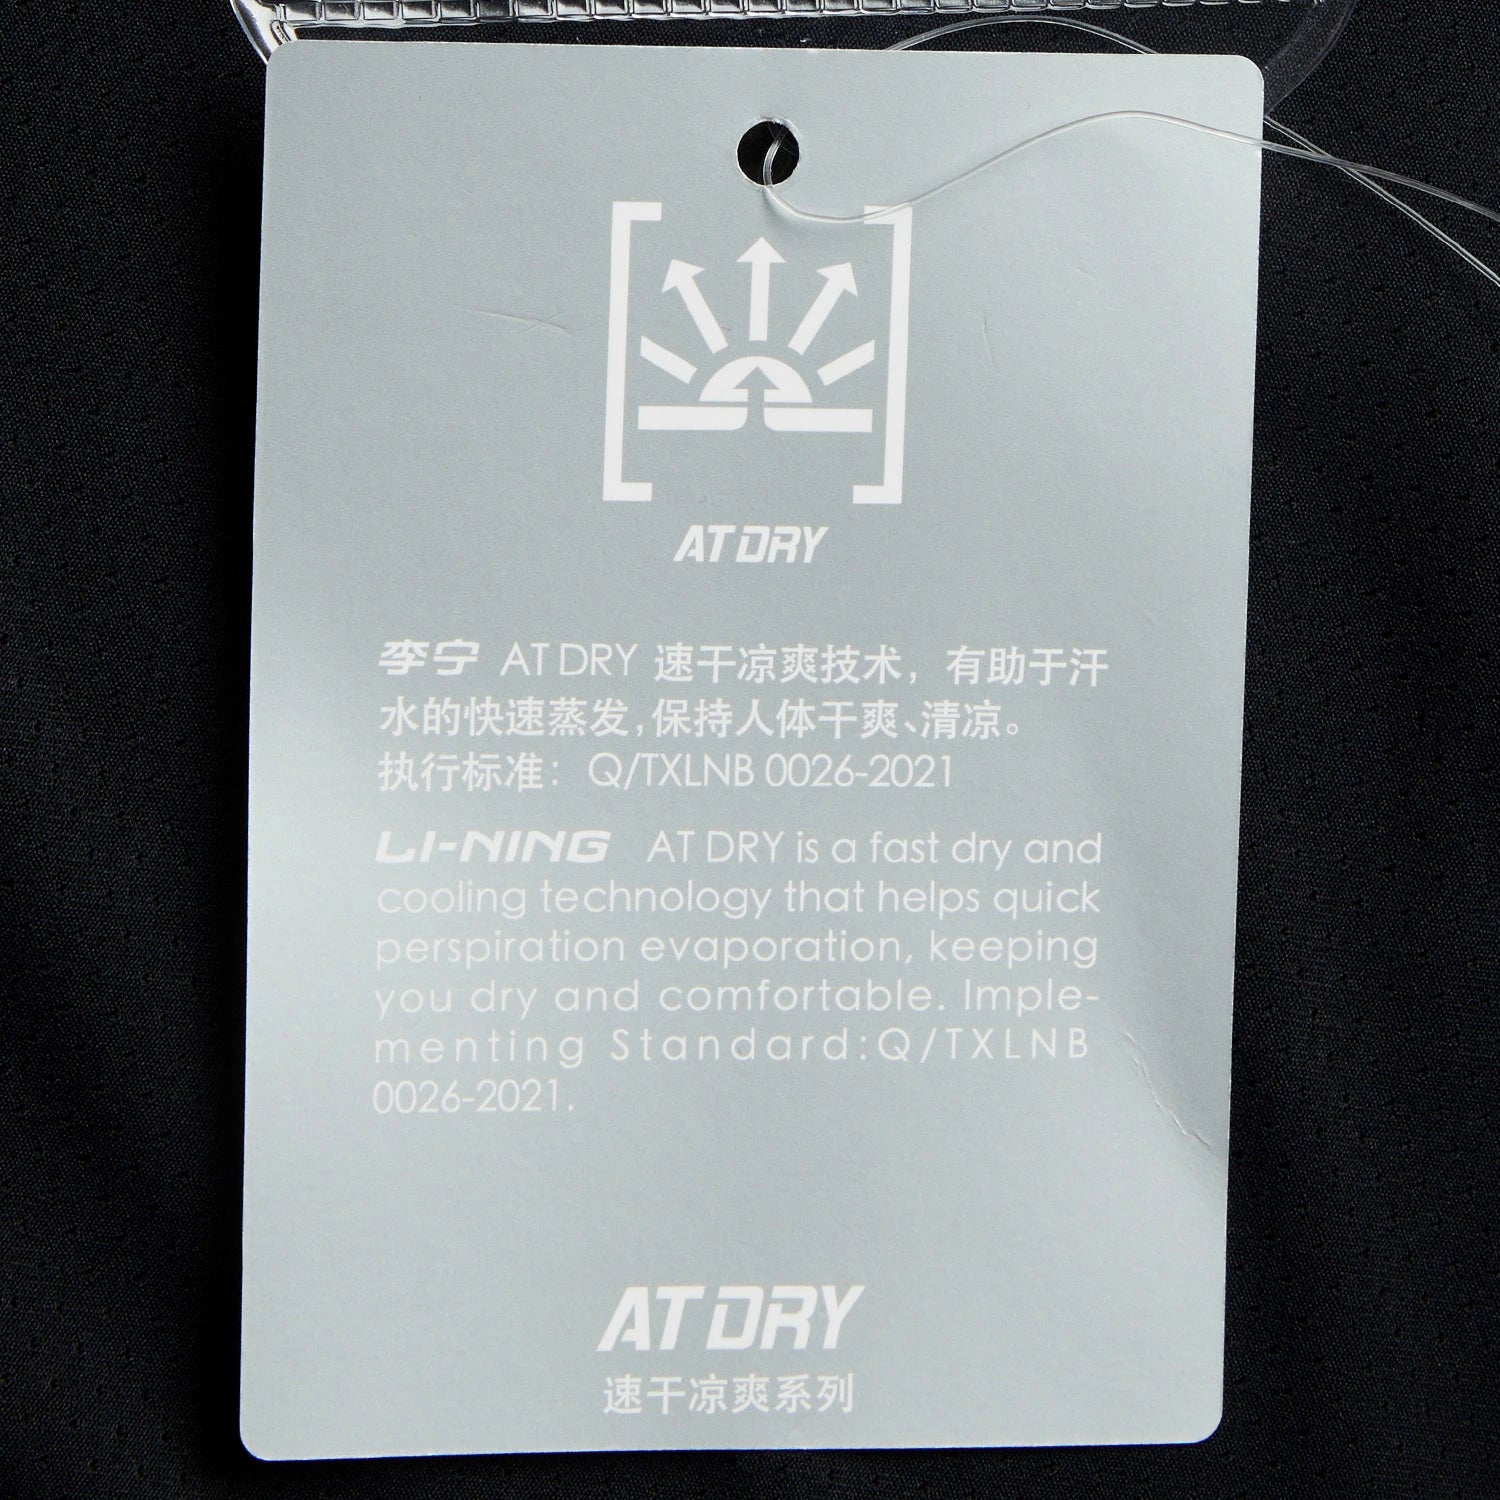 AT DRY
李宁 AT DRY 速干凉爽技术，有助于汗
水的快速蒸发，保持人体干爽、清凉。
执行标准：Q/TXLNB 0026-2021
LI-NING AT DRY is a fast dry and
cooling technology that helps quick
perspiration evaporation, keeping
you dry and comfortable. Imple-
menting Standard:Q/TXLNB
0026-2021.
AT DRY
速干凉爽系列